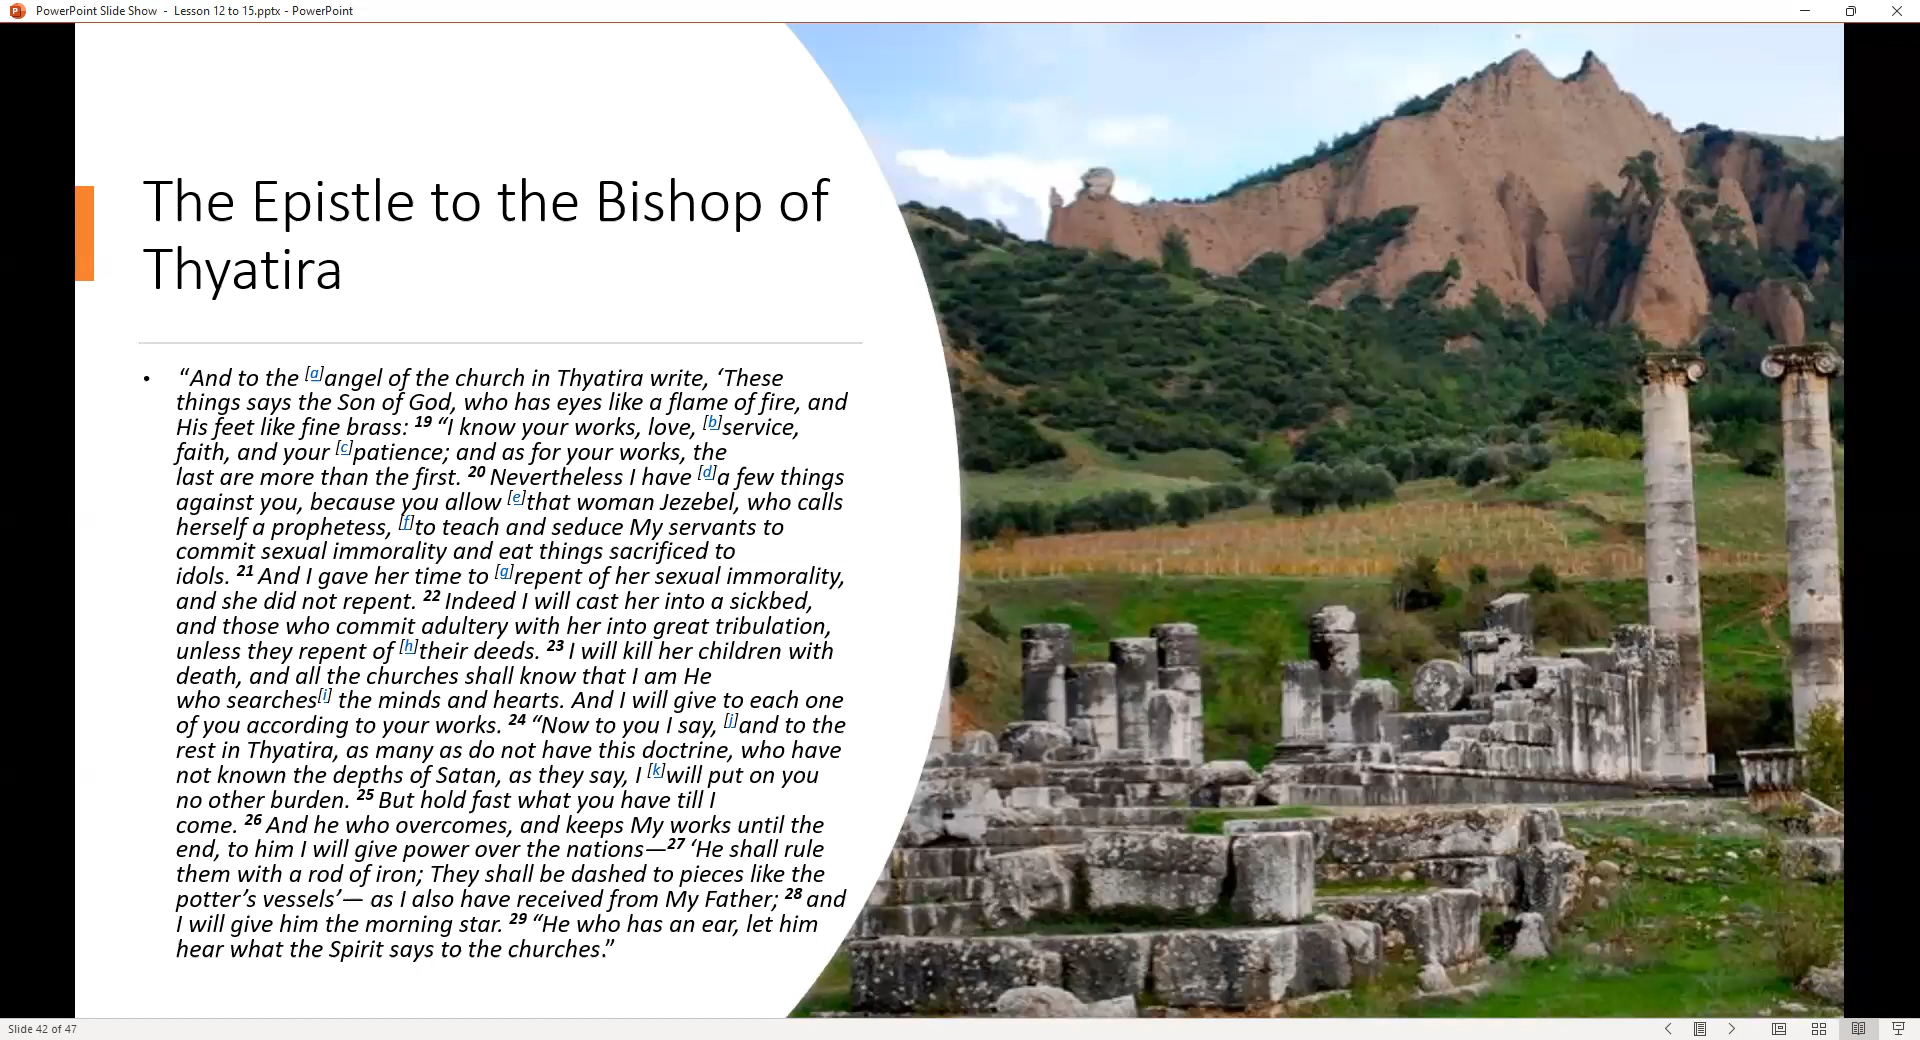 PowerPoint Slide Show - Lesson 12 to 15.pptx - PowerPoint
The Epistle to the Bishop of
Thyatira
• “And to the [a]angel of the church in Thyatira write, ‘These
things says the Son of God, who has eyes like a flame of fire, and
His feet like fine brass: 19 “I know your works, love, [b]service,
faith, and your [c]patience; and as for your works, the
last are more than the first. 20 Nevertheless I have [d]a few things
against you, because you allow [e]that woman Jezebel, who calls
herself a prophetess, [f]to teach and seduce My servants to
commit sexual immorality and eat things sacrificed to
idols. 21 And I gave her time to [g]repent of her sexual immorality,
and she did not repent. 22 Indeed I will cast her into a sickbed,
and those who commit adultery with her into great tribulation,
unless they repent of [h]their deeds. 23 I will kill her children with
death, and all the churches shall know that I am He
who searches[i] the minds and hearts. And I will give to each one
of you according to your works. 24 “Now to you I say, [j]and to the
rest in Thyatira, as many as do not have this doctrine, who have
not known the depths of Satan, as they say, I [k]will put on you
no other burden. 25 But hold fast what you have till I
come. 26 And he who overcomes, and keeps My works until the
end, to him I will give power over the nations—27 ‘He shall rule
them with a rod of iron; They shall be dashed to pieces like the
potter’s vessels’— as I also have received from My Father; 28 and
I will give him the morning star. 29 “He who has an ear, let him
hear what the Spirit says to the churches.”
Slide 42 of 47